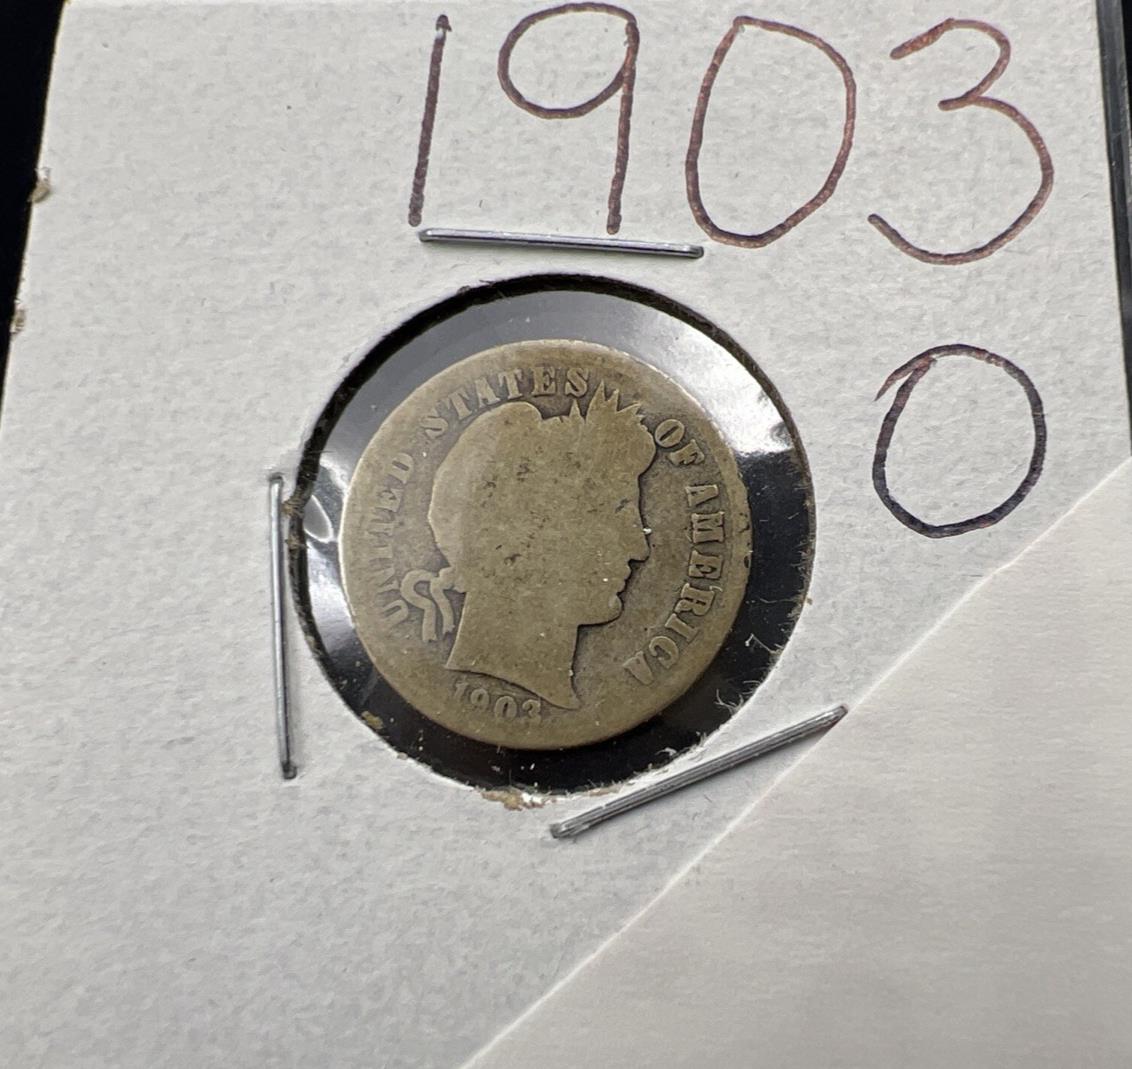 1903
O
UNITED STATES OF AMERICA
1903